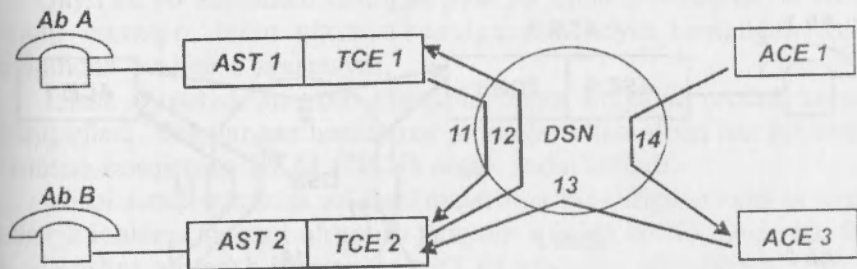 Ab A
AST 1 TCE 1
ACE 1
11 12 DSN 14
13
Ab B
AST 2 TCE 2
ACE 3